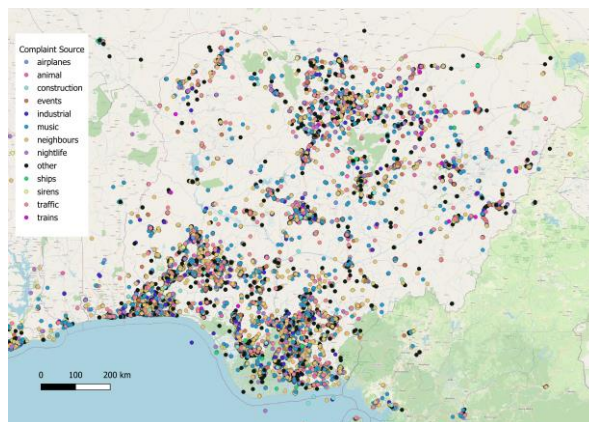 Complaint Source
airplanes
animal
construction
events
industrial
music
neighbours
nightlife
other
ships
sirens
traffic
trains
0 100 200 km